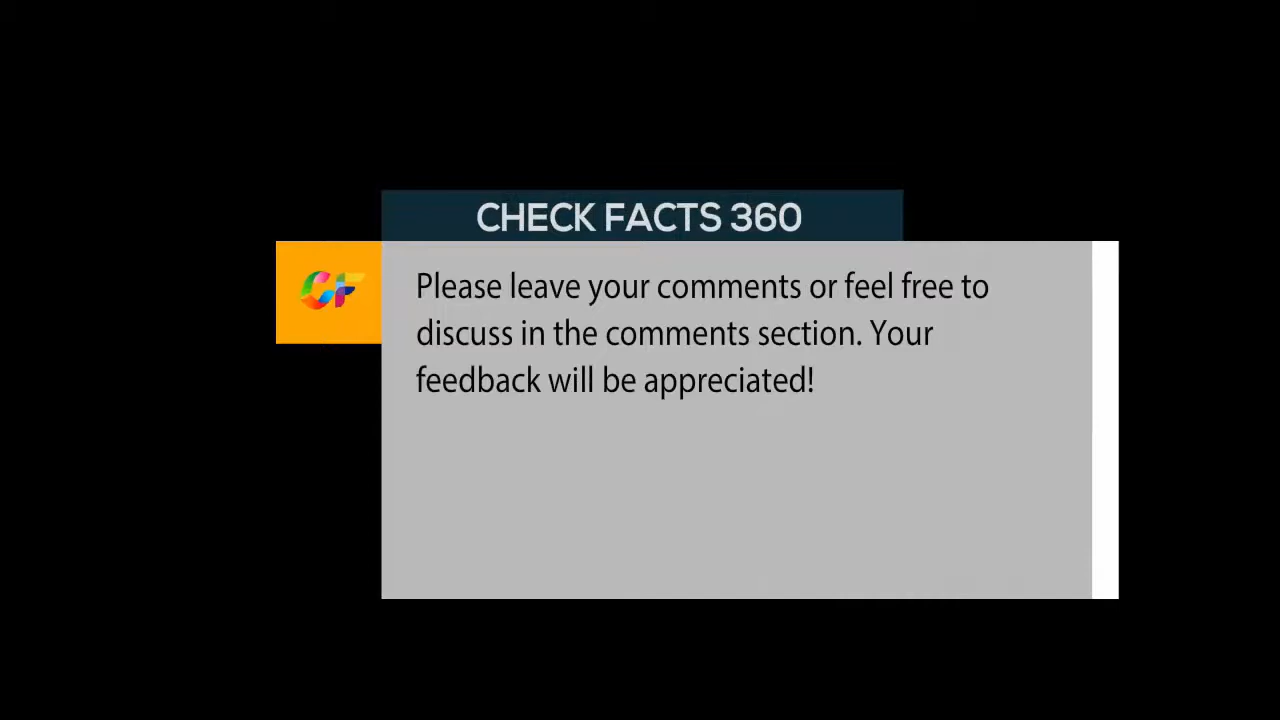 CHECK FACTS 360
CF
Please leave your comments or feel free to
discuss in the comments section. Your
feedback will be appreciated!